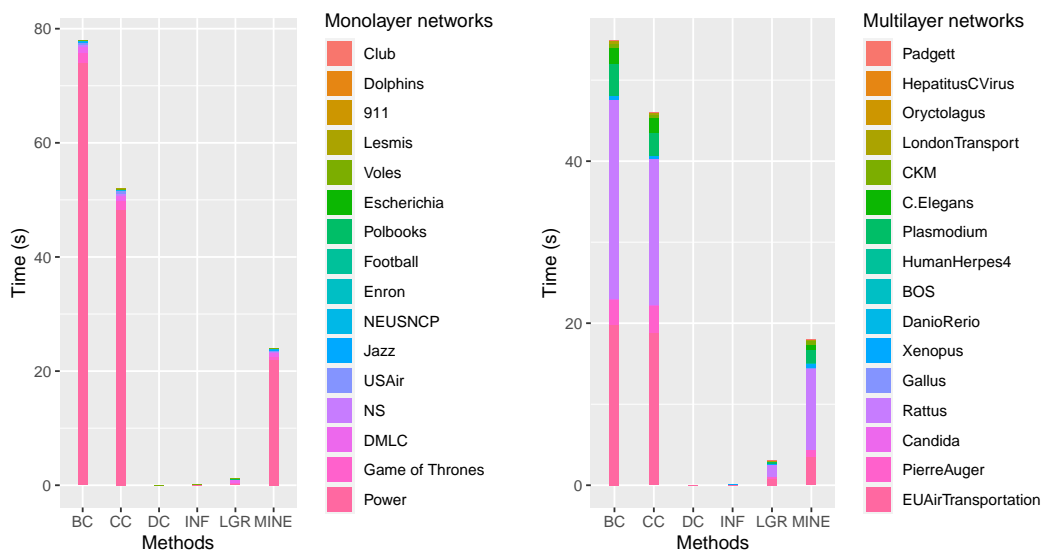 Monolayer networks
Club
Dolphins
911
Lesmis
Voles
Escherichia
Polbooks
Football
Enron
NEUSNCP
Jazz
USAir
NS
DMLC
Game of Thrones
Power
Time (s)
80
60
40
20
0
BC CC DC INF LGR MINE
Methods
Multilayer networks
Padgett
HepatitusCVirus
Oryctolagus
LondonTransport
CKM
C.Elegans
Plasmodium
HumanHerpes4
BOS
DanioRerio
Xenopus
Gallus
Rattus
Candida
PierreAuger
EUAirTransportation
Time (s)
40
20
0
BC CC DC INF LGR MINE
Methods